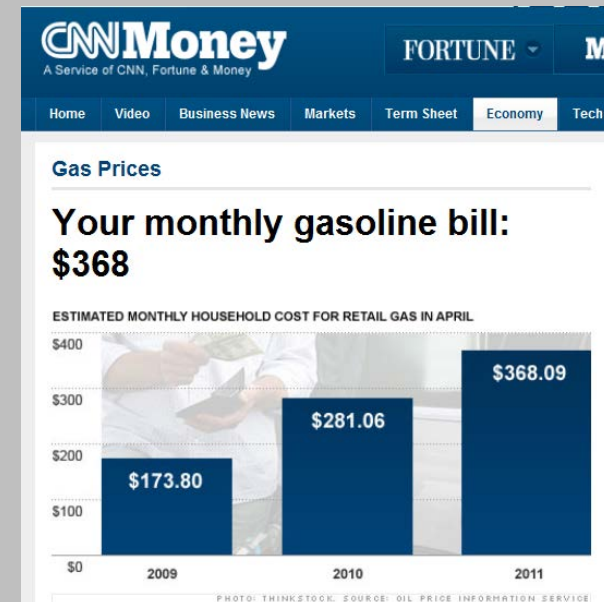 CNNMoney
A Service of CNN, Fortune & Money
FORTUNE
M
Home Video Business News Markets Term Sheet Economy Tech
Gas Prices
Your monthly gasoline bill:
$368
ESTIMATED MONTHLY HOUSEHOLD COST FOR RETAIL GAS IN APRIL
$400
$300
$200
$100
$0
$173.80
$281.06
$368.09
2009 2010 2011
PHOTO: THINKSTOCK. SOURCE: OIL PRICE INFORMATION SERVICE